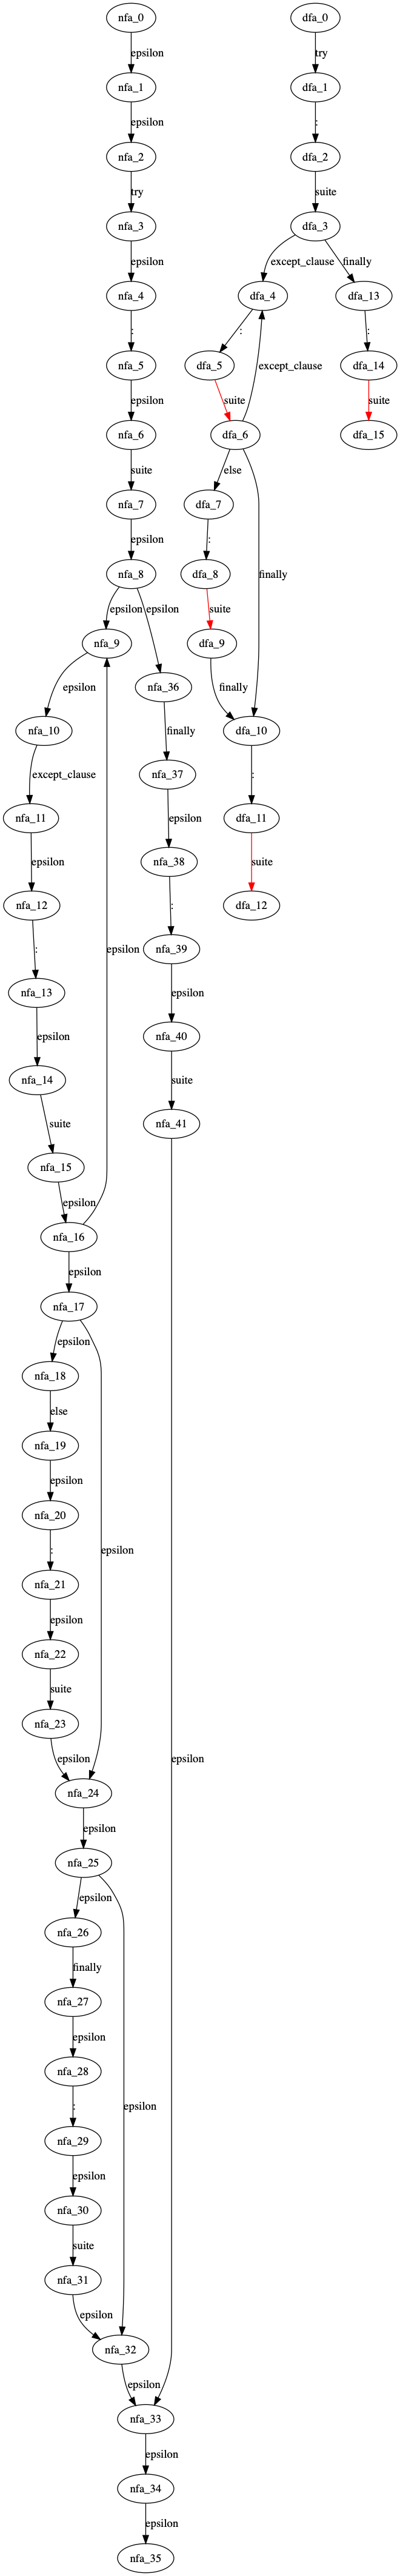 nfa_0 dfa_0
epsilon try
nfa_1 dfa_1
epsilon :
nfa_2 dfa_2
try suite
nfa_3 dfa_3
epsilon except_clause finally
nfa_4 dfa_4 dfa_13
: : :
nfa_5 dfa_5 except_clause dfa_14
epsilon suite suite
nfa_6 dfa_6 dfa_15
suite else
nfa_7 dfa_7
epsilon :
nfa_8 dfa_8 finally
epsilon epsilon suite
nfa_9 dfa_9
epsilon nfa_36 finally
nfa_10 finally dfa_10
except_clause nfa_37 :
nfa_11 epsilon dfa_11
epsilon nfa_38 suite
nfa_12 : dfa_12
: epsilon nfa_39
nfa_13 epsilon
epsilon nfa_40
nfa_14 suite
suite nfa_41
nfa_15
epsilon
nfa_16
epsilon
nfa_17
epsilon
nfa_18
else
nfa_19
epsilon
nfa_20
: epsilon
nfa_21
epsilon
nfa_22
suite
nfa_23
epsilon epsilon
nfa_24
epsilon
nfa_25
epsilon
nfa_26
finally
nfa_27
epsilon
nfa_28
: epsilon
nfa_29
epsilon
nfa_30
suite
nfa_31
epsilon
nfa_32
epsilon
nfa_33
epsilon
nfa_34
epsilon
nfa_35